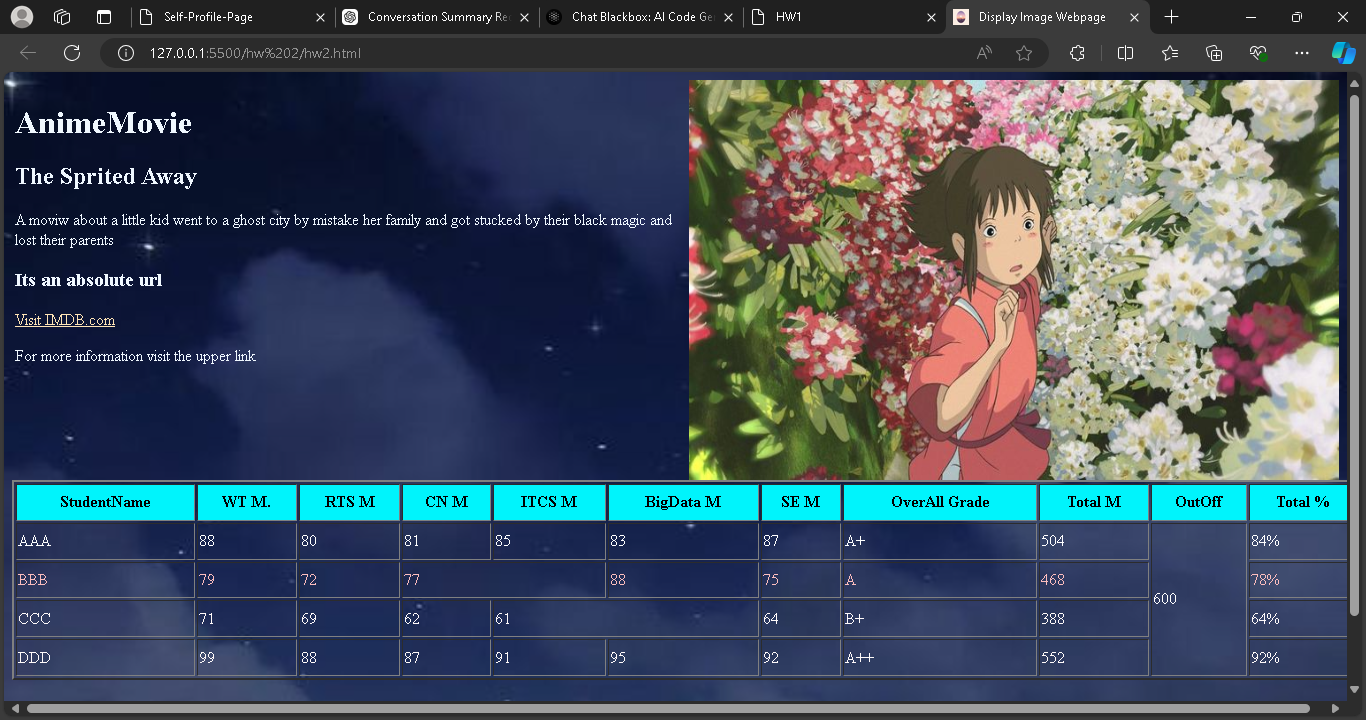 Self-Profile-Page
Conversation Summary Re
Chat Blackbox: AI Code Ge
HW1
Display Image Webpage
127.0.0.1:5500/hw%202/hw2.html
AnimeMovie
The Sprited Away
A moviw about a little kid went to a ghost city by mistake her family and got stucked by their black magic and
lost their parents
Its an absolute url
Visit IMDB.com
For more information visit the upper link
StudentName WT M. RTS M CN M ITCS M BigData M SE M OverAll Grade Total M OutOff Total %
AAA 88 80 81 85 83 87 A+ 504 84%
BBB 79 72 77 88 75 A 468 78%
600
CCC 71 69 62 61 64 B+ 388 64%
DDD 99 88 87 91 95 92 A++ 552 92%